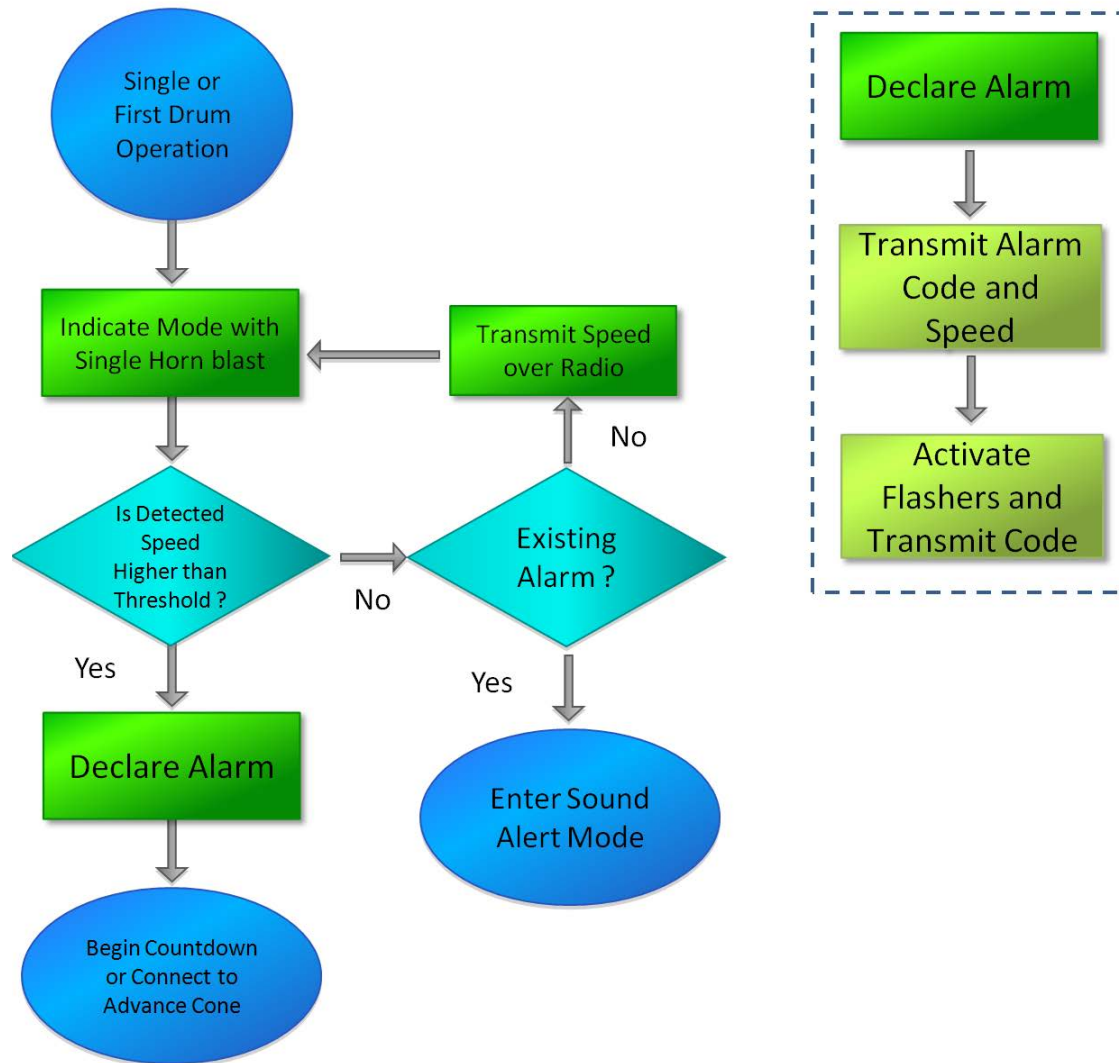 Single or
First Drum
Operation
Indicate Mode with
Single Horn blast
Transmit Speed
over Radio
No
Is Detected
Speed
Higher than
Threshold ?
No
Existing
Alarm ?
Yes
Yes
Declare Alarm
Enter Sound
Alert Mode
Begin Countdown
or Connect to
Advance Cone
Declare Alarm
Transmit Alarm
Code and
Speed
Activate
Flashers and
Transmit Code